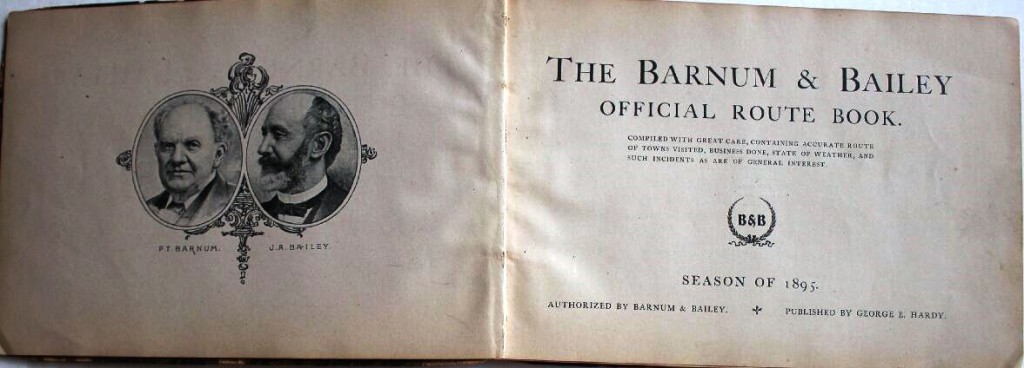 P.T. BARNUM. J.A. BAILEY.
THE BARNUM & BAILEY
OFFICIAL ROUTE BOOK.
COMPILED WITH GREAT CARE, CONTAINING ACCURATE ROUTE
OF TOWNS VISITED, BUSINESS DONE, STATE OF WEATHER, AND
SUCH INCIDENTS AS ARE OF GENERAL INTEREST.
B&B
SEASON OF 1895.
AUTHORIZED BY BARNUM & BAILEY. PUBLISHED BY GEORGE E. HARDY.